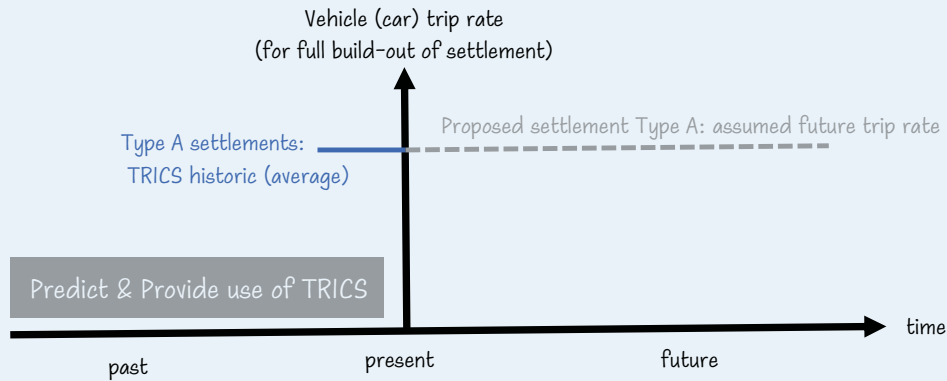 Vehicle (car) trip rate
(for full build-out of settlement)
Proposed settlement Type A: assumed future trip rate
Type A settlements:
TRICS historic (average)
Predict & Provide use of TRICS
time
past
present
future